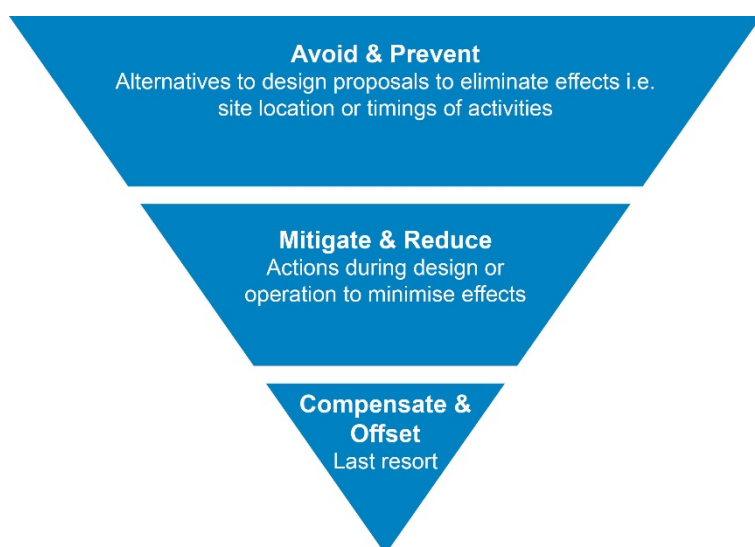 Avoid & Prevent
Alternatives to design proposals to eliminate effects i.e.
site location or timings of activities
Mitigate & Reduce
Actions during design or
operation to minimise effects
Compensate &
Offset
Last resort